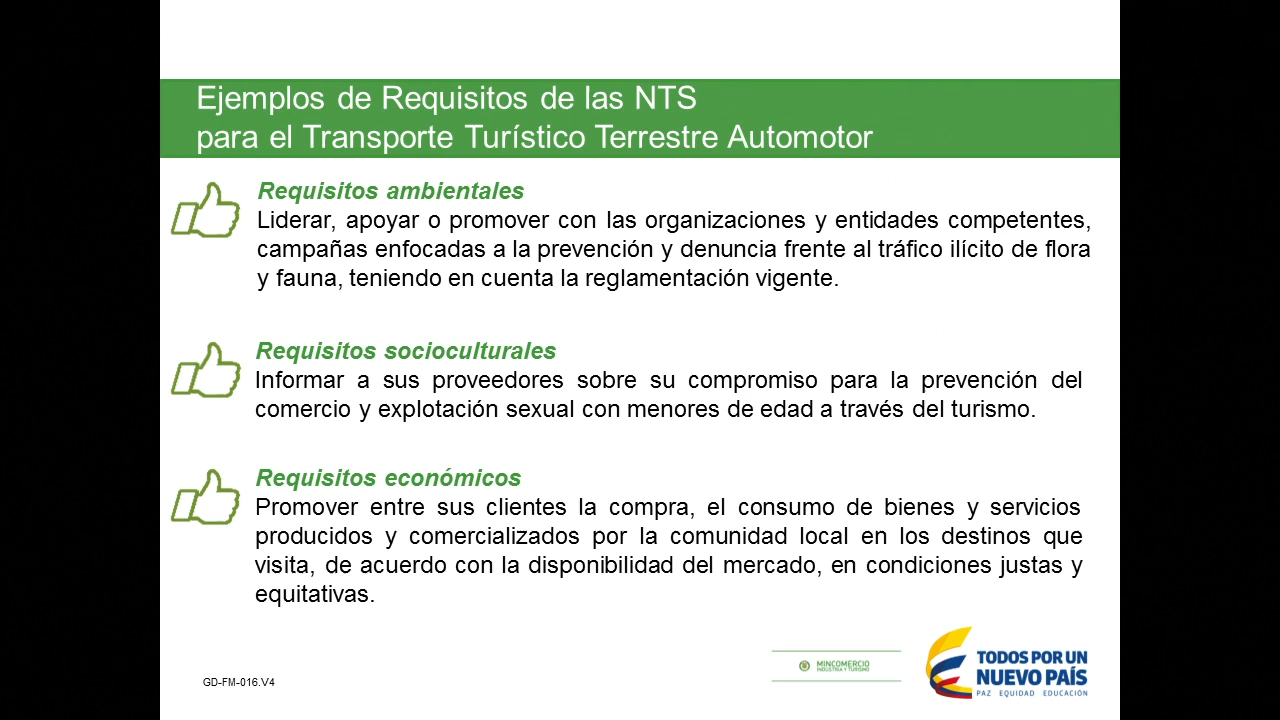 Ejemplos de Requisitos de las NTS
para el Transporte Turístico Terrestre Automotor
Requisitos ambientales
Liderar, apoyar o promover con las organizaciones y entidades competentes,
campañas enfocadas a la prevención y denuncia frente al tráfico ilícito de flora
y fauna, teniendo en cuenta la reglamentación vigente.
Requisitos socioculturales
Informar a sus proveedores sobre su compromiso para la prevención del
comercio y explotación sexual con menores de edad a través del turismo.
Requisitos económicos
Promover entre sus clientes la compra, el consumo de bienes y servicios
producidos y comercializados por la comunidad local en los destinos que
visita, de acuerdo con la disponibilidad del mercado, en condiciones justas y
equitativas.
GD-FM-016.V4
MINCOMERCIO
INDUSTRIA Y TURISMO
TODOS POR UN
NUEVO PAÍS
PAZ EQUIDAD EDUCACIÓN